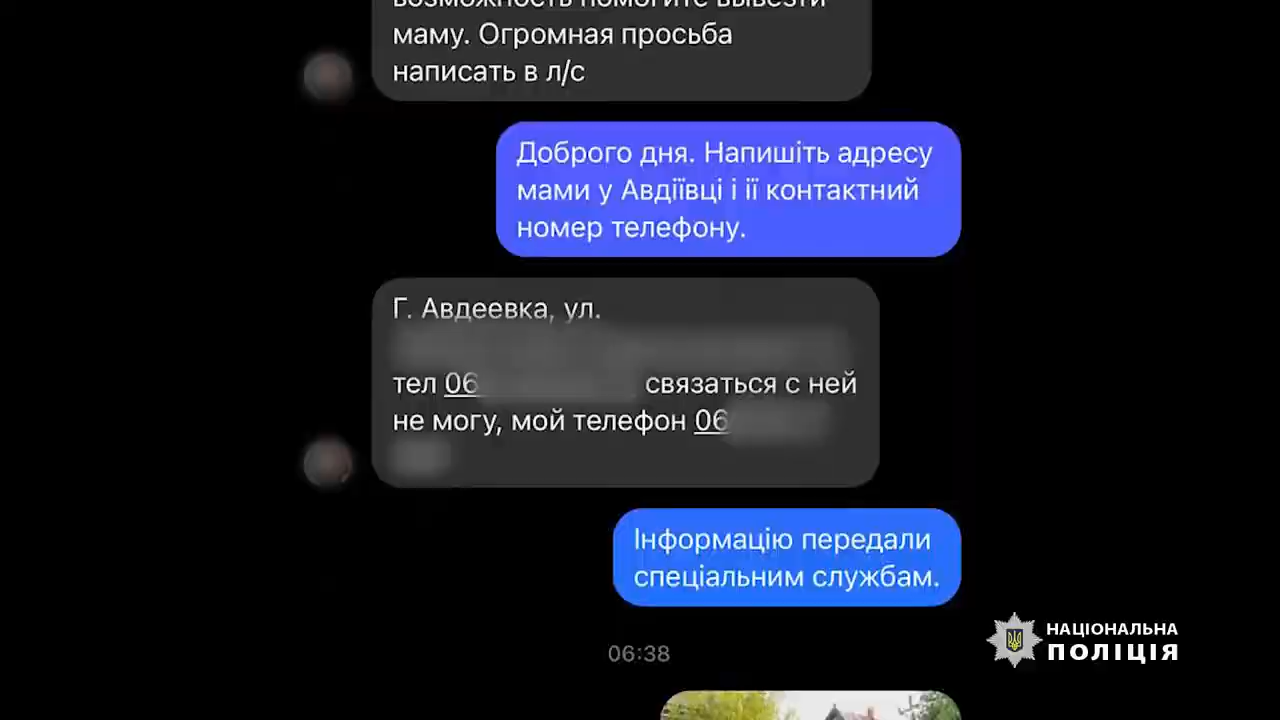 маму. Огромная просьба
написать в л/с
Доброго дня. Напишіть адресу
мами у Авдіївці і її контактний
номер телефону.
Г. Авдеевка, ул.
тел 06 связаться с ней
не могу, мой телефон 06
Інформацію передали
спеціальним службам.
НАЦІОНАЛЬНА
ПОЛІЦІЯ
06:38